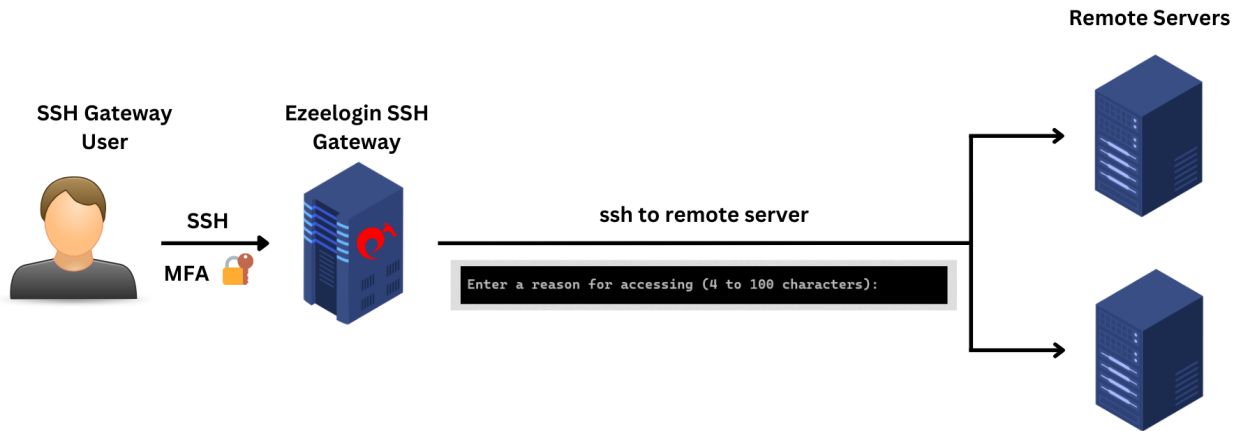 Remote Servers
SSH Gateway
User
Ezeelogin SSH
Gateway
SSH
MFA
ssh to remote server
Enter a reason for accessing (4 to 100 characters):